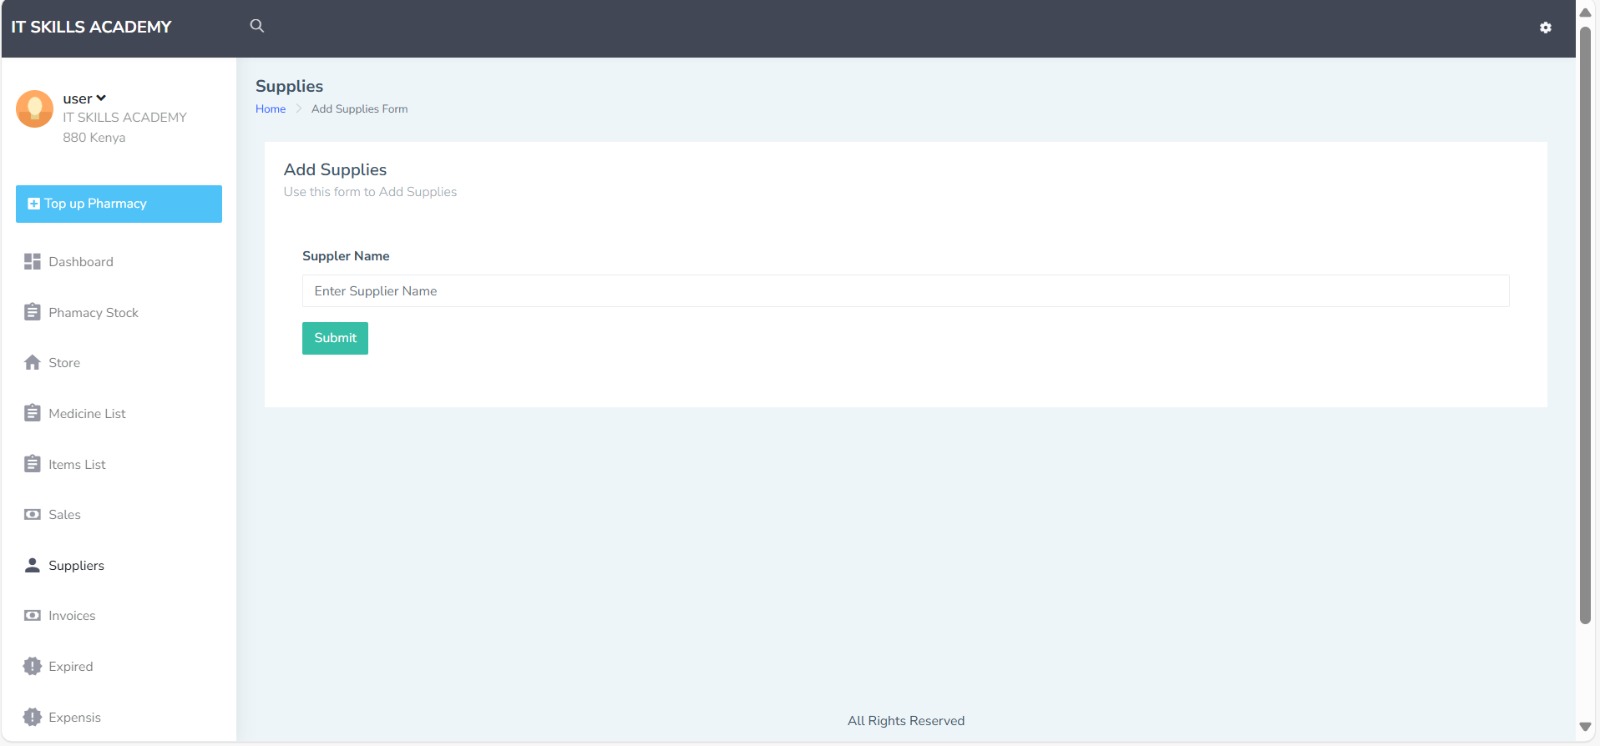 IT SKILLS ACADEMY
user
IT SKILLS ACADEMY
880 Kenya
Top up Pharmacy
Dashboard
Phamacy Stock
Store
Medicine List
Items List
Sales
Suppliers
Invoices
Expired
Expensis
Supplies
Home > Add Supplies Form
Add Supplies
Use this form to Add Supplies
Suppler Name
Enter Supplier Name
Submit
All Rights Reserved